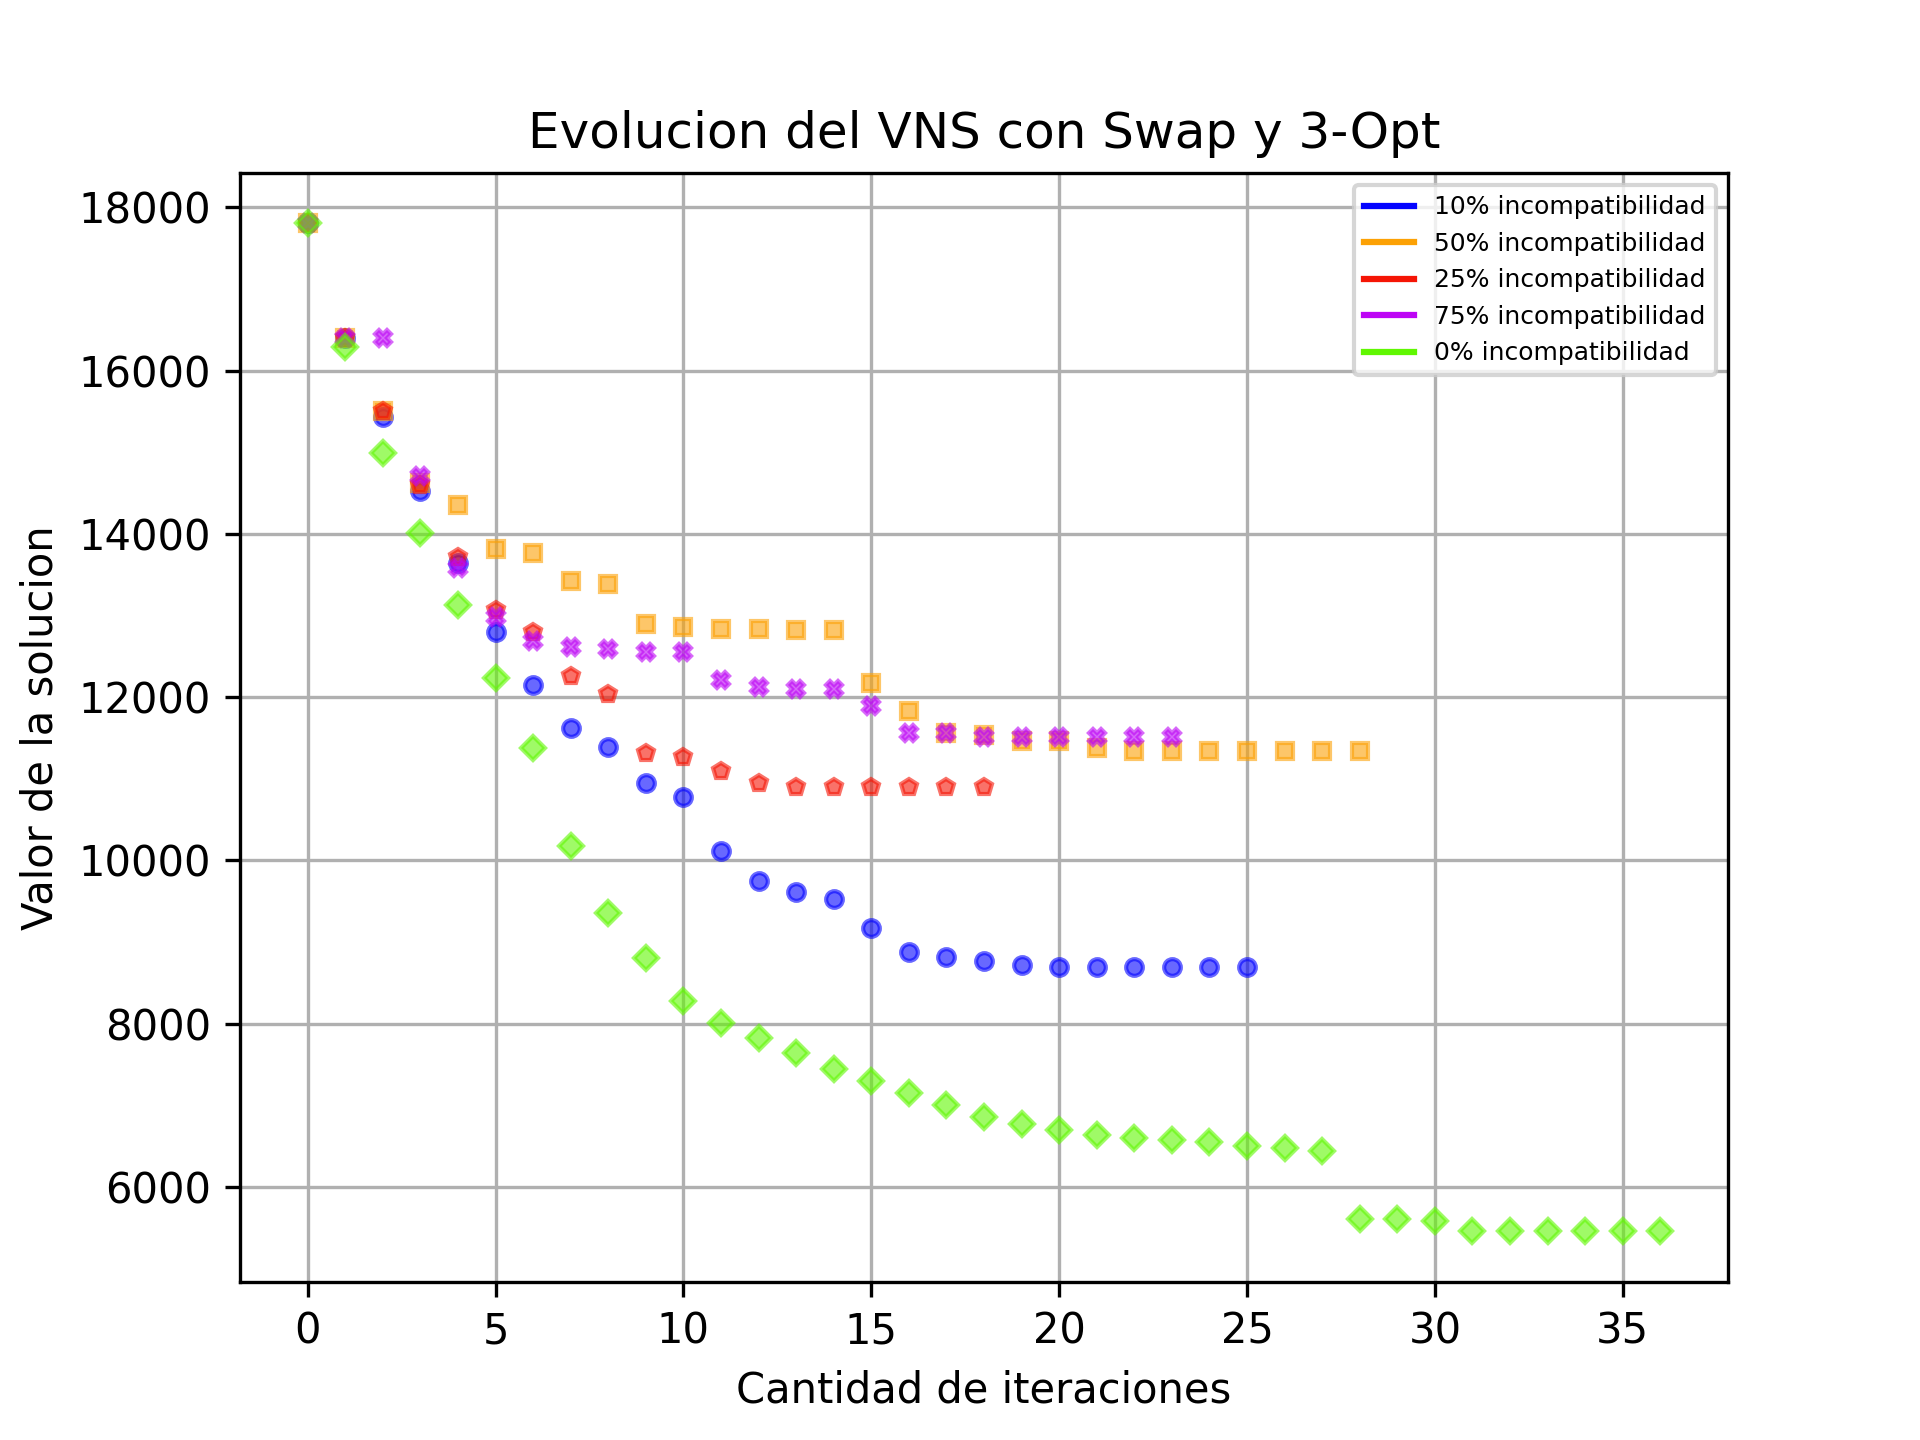 Evolucion del VNS con Swap y 3-Opt
18000
16000
14000
12000
10000
8000
6000
Valor de la solucion
10% incompatibilidad
50% incompatibilidad
25% incompatibilidad
75% incompatibilidad
0% incompatibilidad
0 5 10 15 20 25 30 35
Cantidad de iteraciones